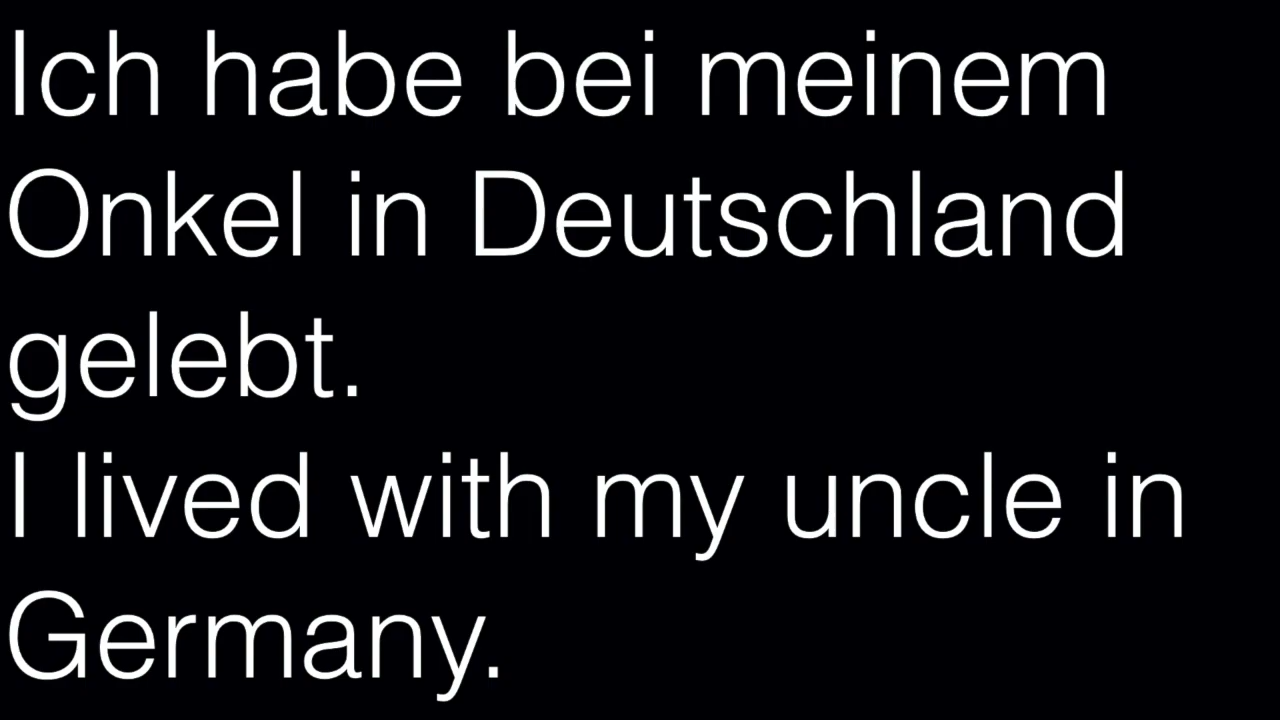 Ich habe bei meinem
Onkel in Deutschland
gelebt.
I lived with my uncle in
Germany.